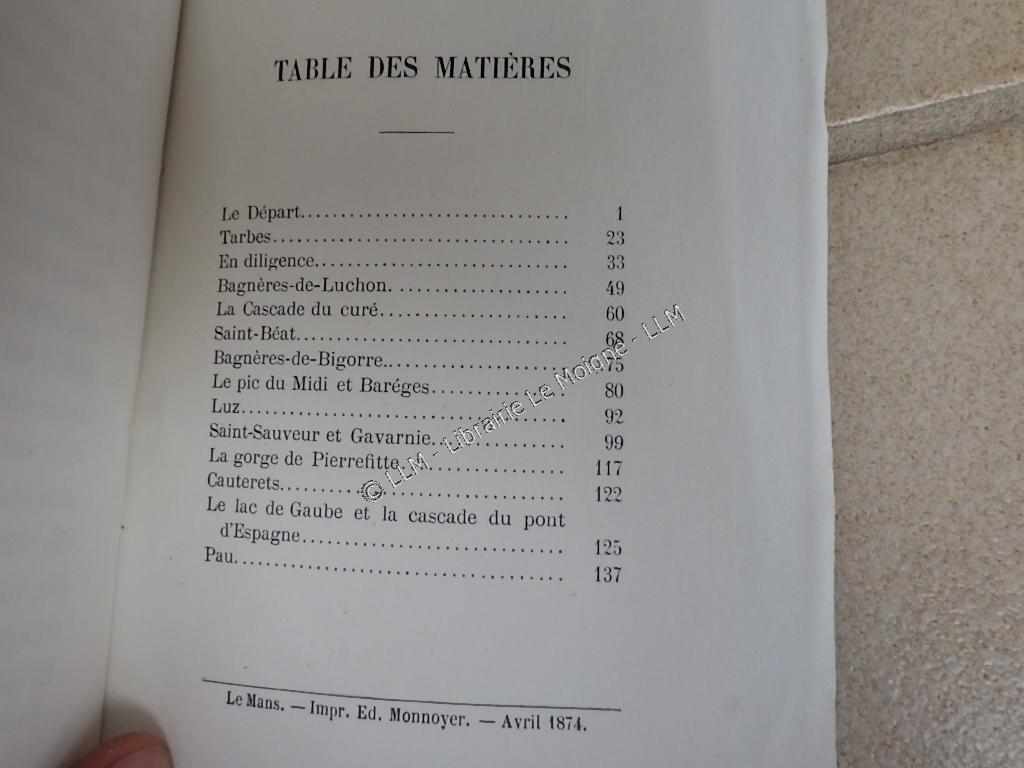 TABLE DES MATIÈRES
Le Départ.............................. 1
Tarbes.................................. 23
En diligence............................ 33
Bagnères-de-Luchon..................... 49
La Cascade du curé..................... 60
Saint-Béat.............................. 68
Bagnères-de-Bigorre.................... 75
Le pic du Midi et Baréges.............. 80
Luz..................................... 92
Saint-Sauveur et Gavarnie.............. 99
La gorge de Pierrefitte................ 117
Cauterets............................... 122
Le lac de Gaube et la cascade du pont
d'Espagne............................... 125
Pau..................................... 137
Le Mans. — Impr. Ed. Monnoyer. — Avril 1874.
© LLM - Librairie Le Moigne - LLM